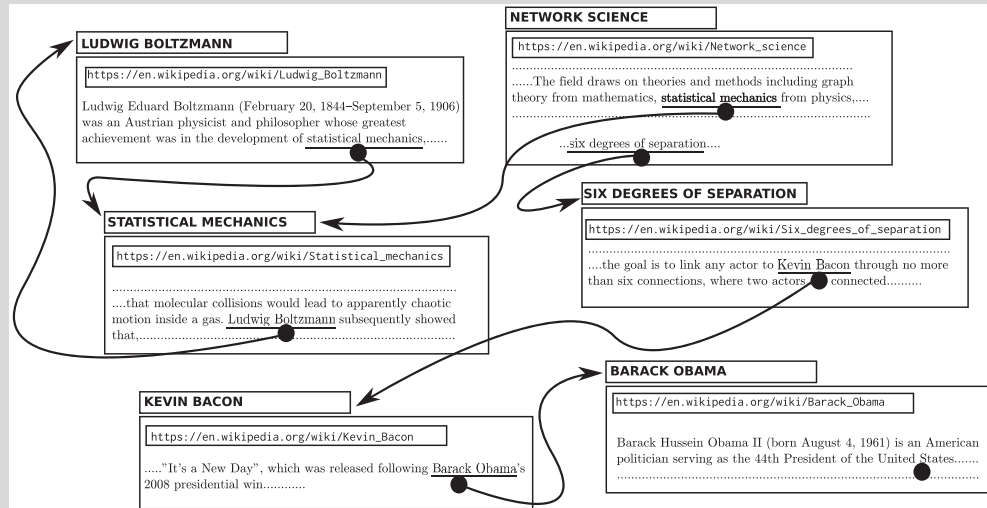 LUDWIG BOLTZMANN
https://en.wikipedia.org/wiki/Ludwig_Boltzmann
Ludwig Eduard Boltzmann (February 20, 1844–September 5, 1906)
was an Austrian physicist and philosopher whose greatest
achievement was in the development of statistical mechanics,......
NETWORK SCIENCE
https://en.wikipedia.org/wiki/Network_science
......................................................................................
......The field draws on theories and methods including graph
theory from mathematics, statistical mechanics from physics,....
......................................................................................
...six degrees of separation....
STATISTICAL MECHANICS
https://en.wikipedia.org/wiki/Statistical_mechanics
......................................................................................
....that molecular collisions would lead to apparently chaotic
motion inside a gas. Ludwig Boltzmann subsequently showed
that,................................................................................
SIX DEGREES OF SEPARATION
https://en.wikipedia.org/wiki/Six_degrees_of_separation
......................................................................................
....the goal is to link any actor to Kevin Bacon through no more
than six connections, where two actors connected..........
KEVIN BACON
https://en.wikipedia.org/wiki/Kevin_Bacon
.....”It’s a New Day”, which was released following Barack Obama’s
2008 presidential win............
BARACK OBAMA
https://en.wikipedia.org/wiki/Barack_Obama
Barack Hussein Obama II (born August 4, 1961) is an American
politician serving as the 44th President of the United States.......
......................................................................................